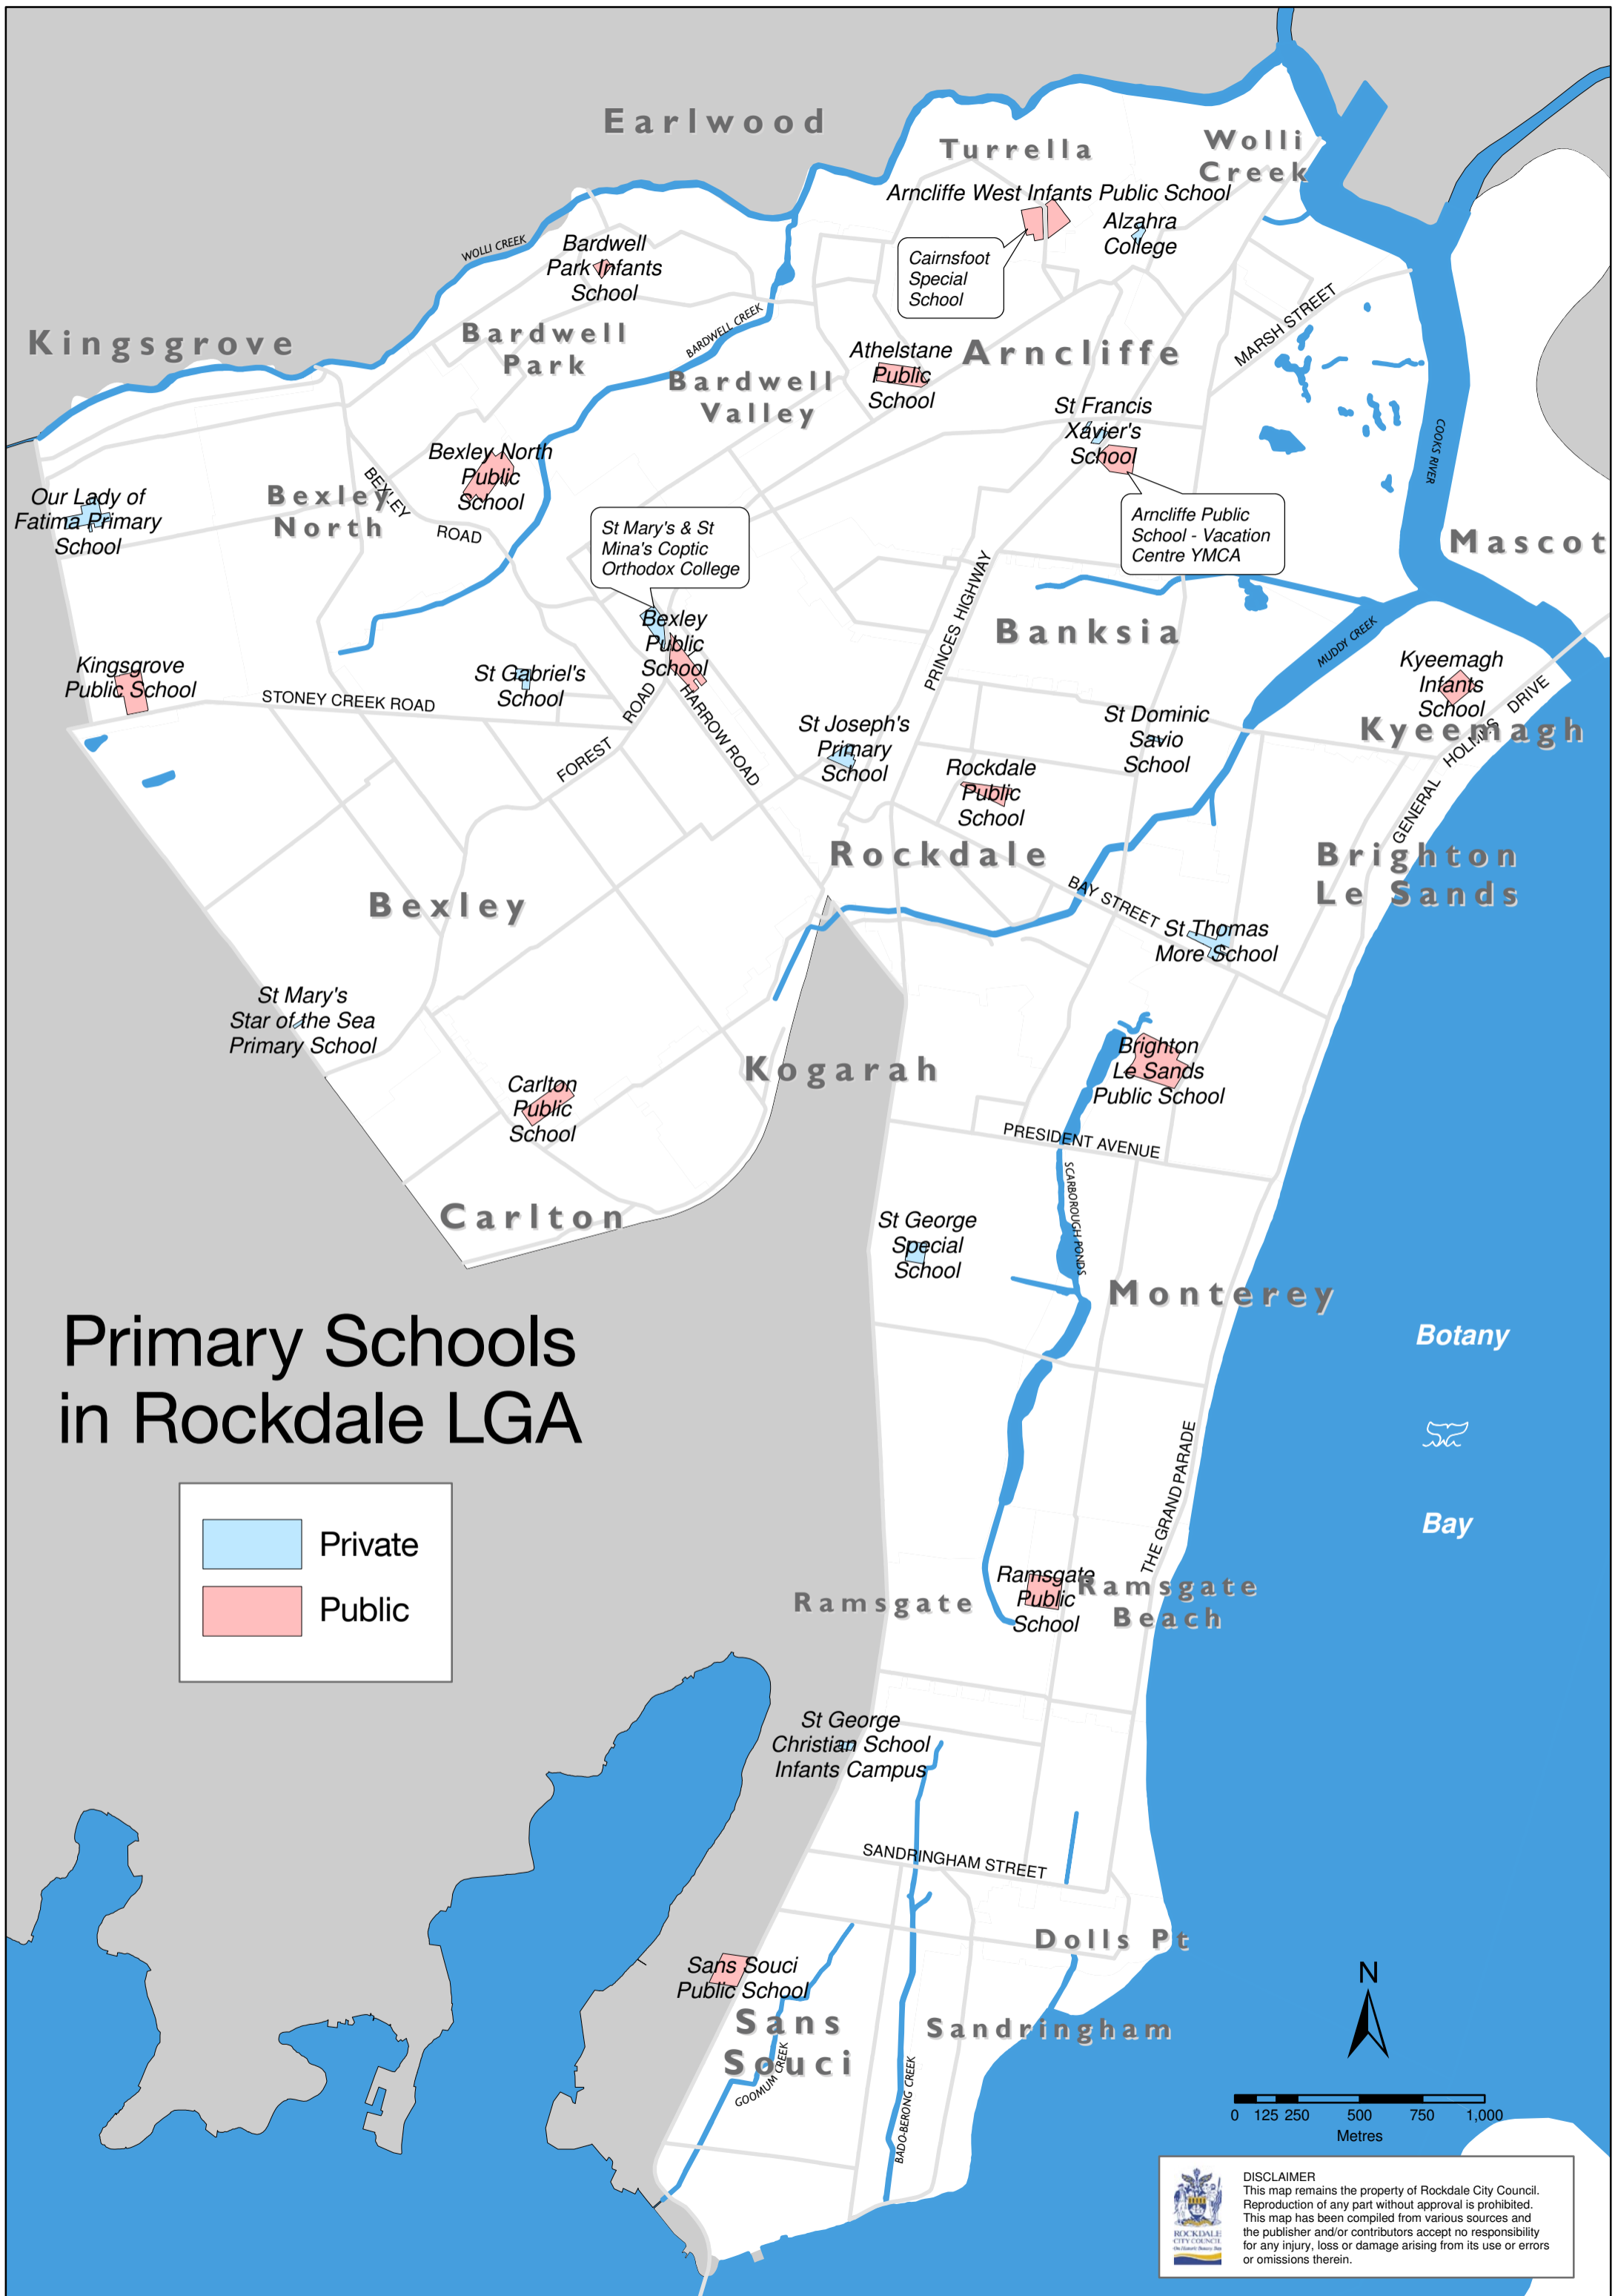 Earlwood
Turrella
Wolli
Creek
Arncliffe West Infants Public School
Alzahra
College
Cairnsfoot
Special
School
WOLLI CREEK
Bardwell
Park Infants
School
Kingsgrove
Bardwell
Park
BARDWELL CREEK
Bardwell
Valley
Athelstane
Public
School
Arncliffe
MARSH STREET
St Francis
Xavier's
School
COOKS RIVER
Bexley North
Public
School
Our Lady of
Fatima Primary
School
Bexley
North
BEXLEY
ROAD
St Mary's & St
Mina's Coptic
Orthodox College
Arncliffe Public
School - Vacation
Centre YMCA
Mascot
PRINCES HIGHWAY
Banksia
MUDDY CREEK
Bexley
Public
School
Kingsgrove
Public School
St Gabriel's
School
STONEY CREEK ROAD
FOREST
ROAD
HARROW ROAD
Kyeemagh
Infants
School
Kyeemagh
GENERAL
HOLMES
DRIVE
St Joseph's
Primary
School
St Dominic
Savio
School
Rockdale
Public
School
Rockdale
Brighton
Le Sands
Bexley
BAY STREET
St Thomas
More School
St Mary's
Star of the Sea
Primary School
Kogarah
Brighton
Le Sands
Public School
Carlton
Public
School
PRESIDENT AVENUE
SCARBOROUGH PONDS
Carlton
St George
Special
School
Monterey
Primary Schools
in Rockdale LGA
Botany
Bay
Private
Public
THE GRAND PARADE
Ramsgate
Ramsgate
Public
School
Ramsgate
Beach
St George
Christian School
Infants Campus
SANDRINGHAM STREET
Dolls Pt
Sans Souci
Public School
Sans
Souci
GOOMUM CREEK
Sandringham
BADO-BERONG CREEK
N
0 125 250 500 750 1,000
Metres
ROCKDALE
CITY COUNCIL
On Historic Botany Bay
DISCLAIMER
This map remains the property of Rockdale City Council.
Reproduction of any part without approval is prohibited.
This map has been compiled from various sources and
the publisher and/or contributors accept no responsibility
for any injury, loss or damage arising from its use or errors
or omissions therein.